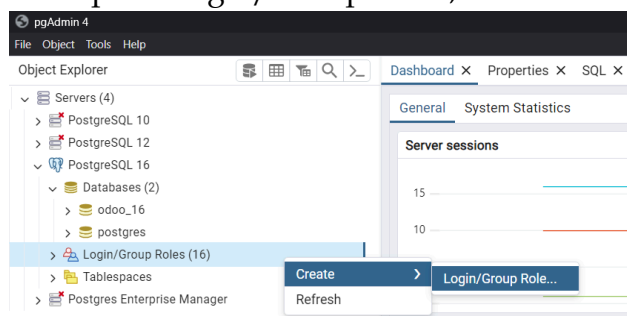 pgAdmin 4
File Object Tools Help
Object Explorer
Dashboard Properties SQL
Servers (4)
General System Statistics
PostgreSQL 10
PostgreSQL 12
Server sessions
PostgreSQL 16
Databases (2)
15
odoo_16
postgres
10
Login/Group Roles (16)
Create
Login/Group Role...
Tablespaces
Refresh
Postgres Enterprise Manager